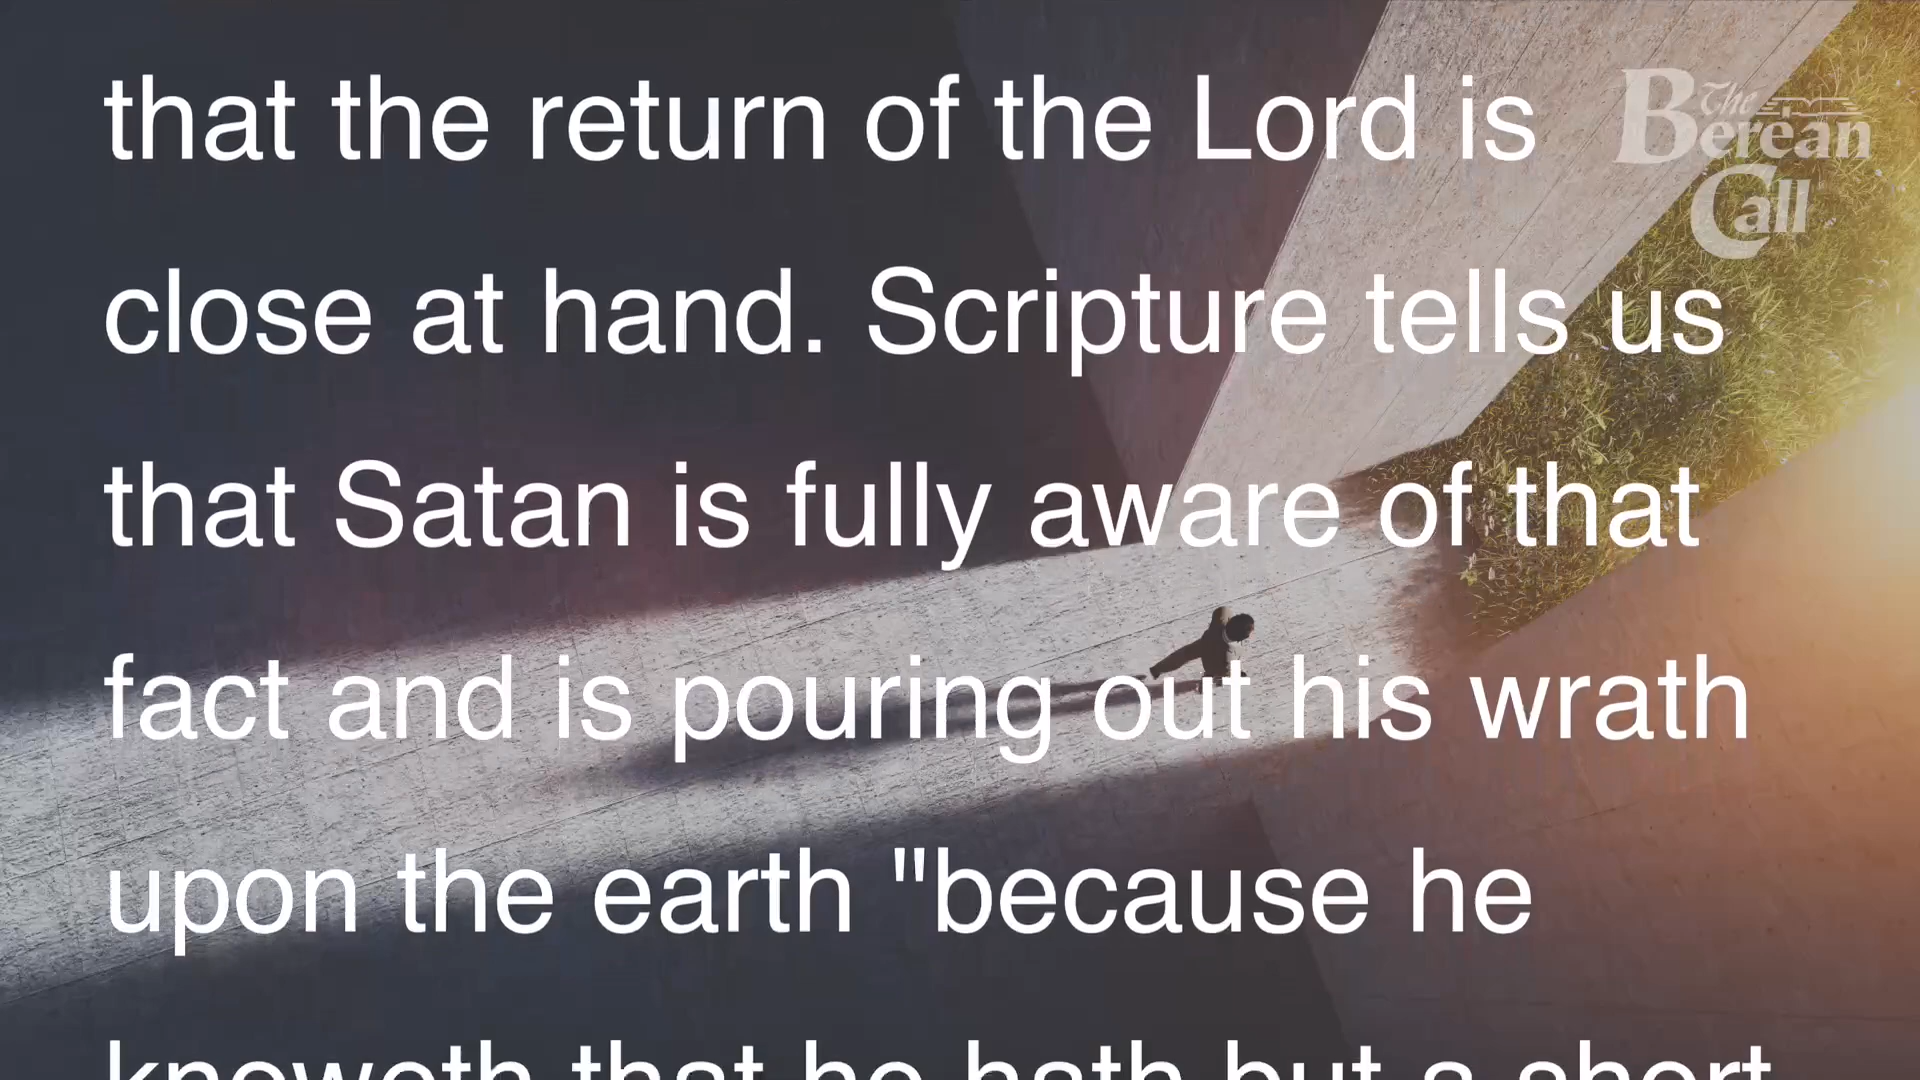 that the return of the Lord is
The Berean Call
close at hand. Scripture tells us
that Satan is fully aware of that
fact and is pouring out his wrath
upon the earth "because he
knoweth that he hath but a short